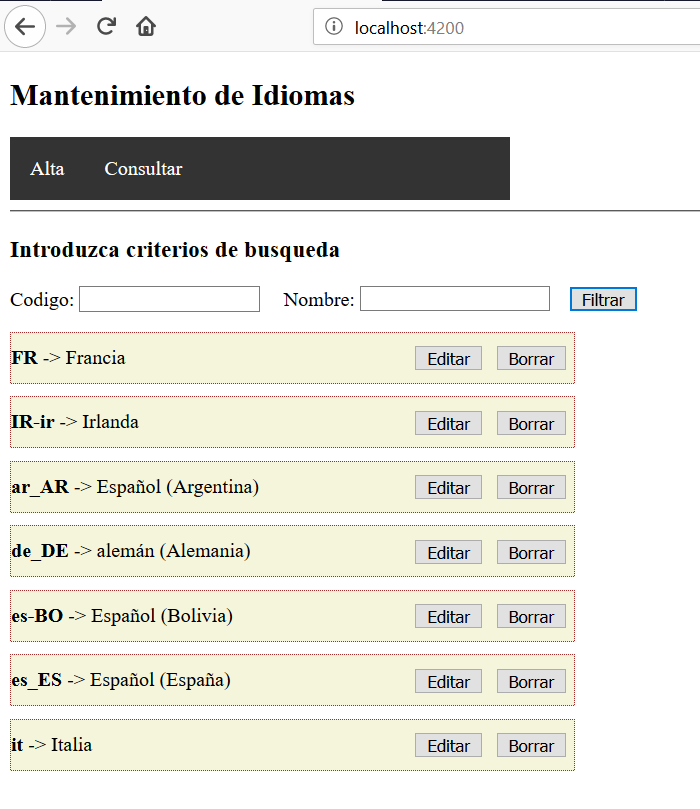 localhost:4200
Mantenimiento de Idiomas
Alta Consultar
Introduzca criterios de busqueda
Codigo: Nombre: Filtrar
FR -> Francia Editar Borrar
IR-ir -> Irlanda Editar Borrar
ar_AR -> Español (Argentina) Editar Borrar
de_DE -> alemán (Alemania) Editar Borrar
es-BO -> Español (Bolivia) Editar Borrar
es_ES -> Español (España) Editar Borrar
it -> Italia Editar Borrar